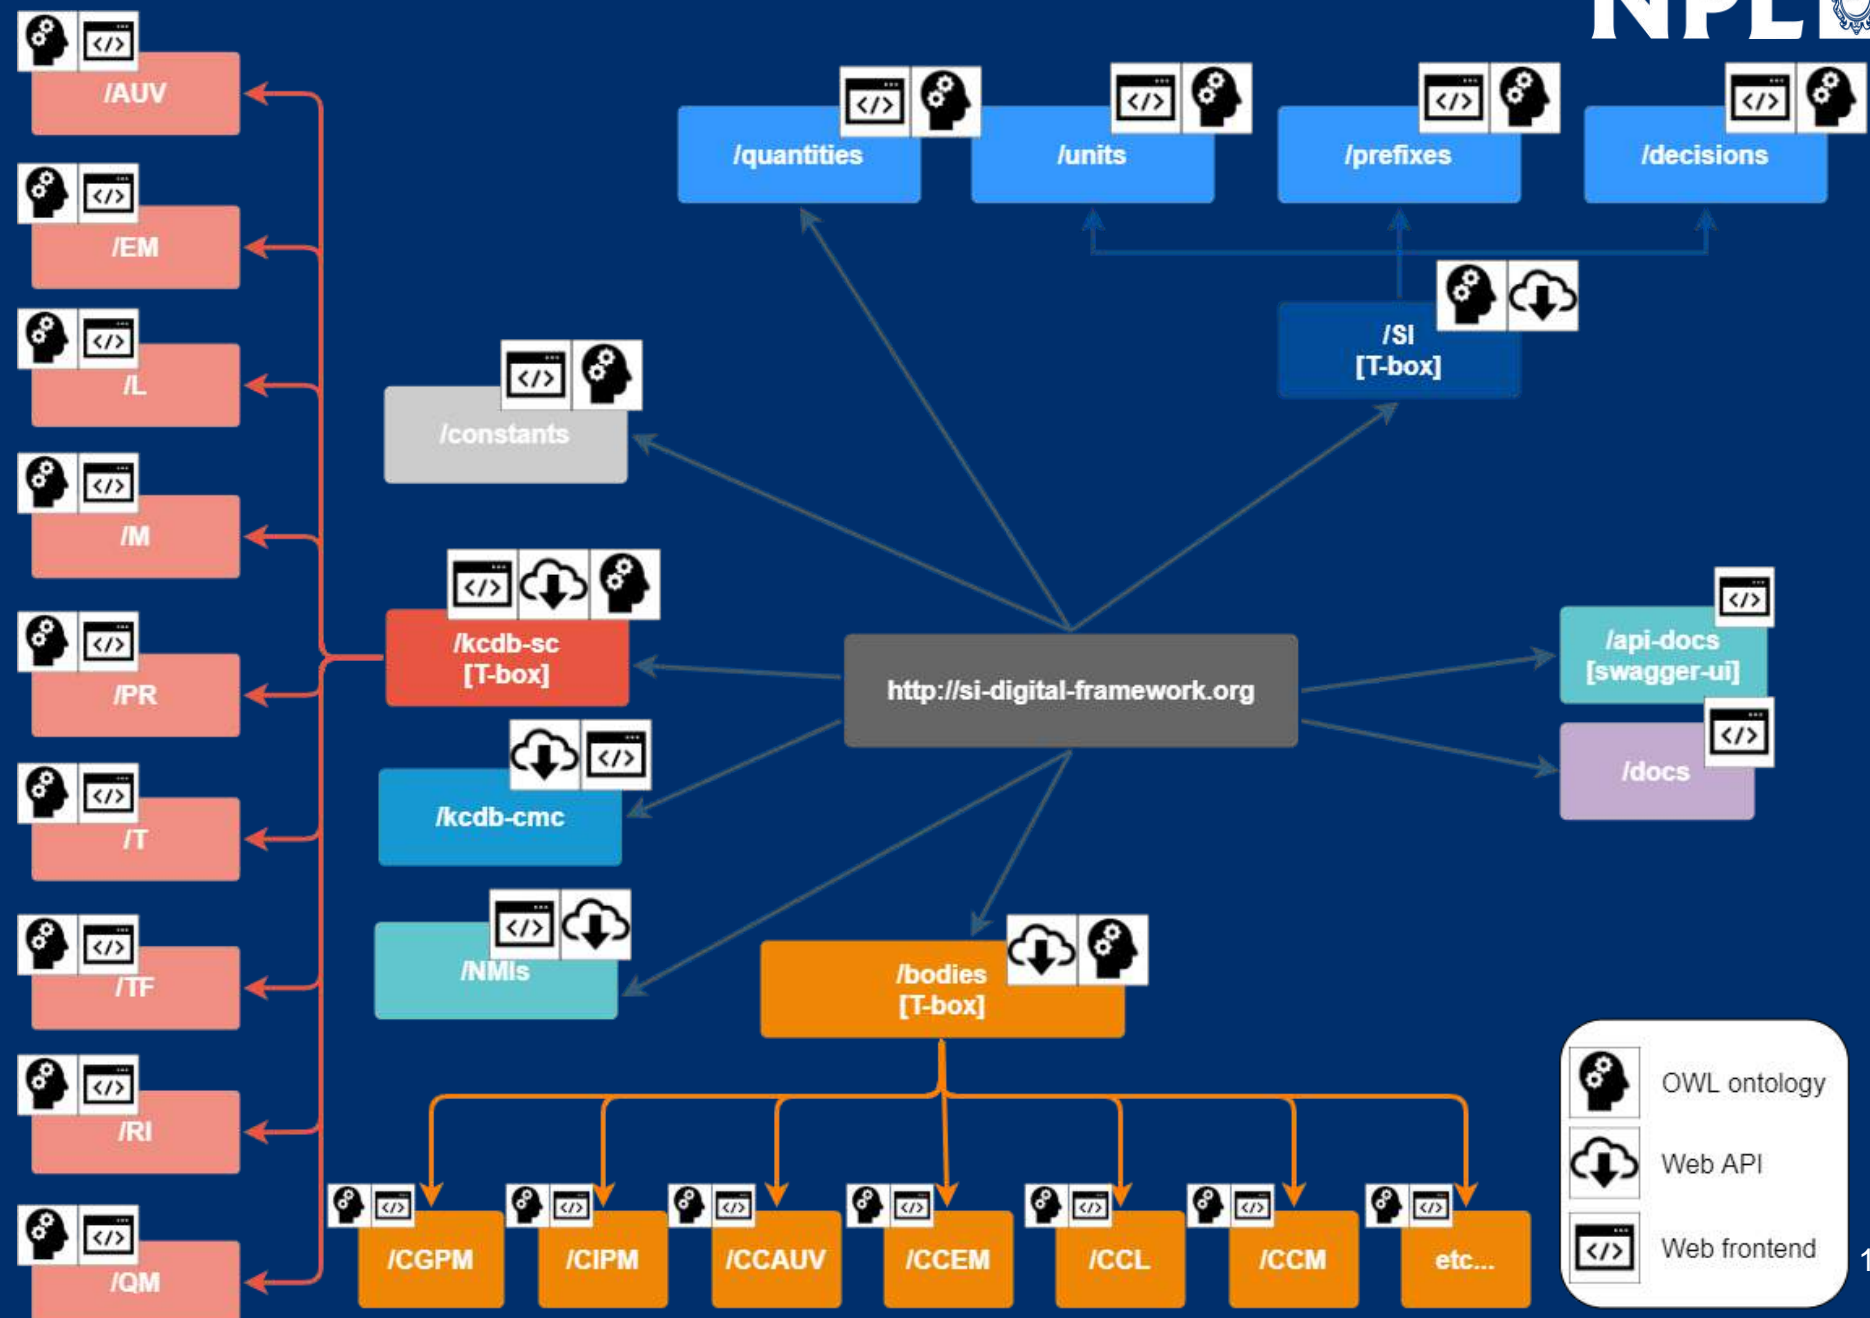 NPL
/AUV
/EM
/L
/M
/PR
/T
/TF
/RI
/QM
/quantities
/units
/prefixes
/decisions
/SI
[T-box]
/constants
/kcdb-sc
[T-box]
/kcdb-cmc
/NMIs
http://si-digital-framework.org
/api-docs
[swagger-ui]
/docs
/bodies
[T-box]
/CGPM
/CIPM
/CCAUV
/CCEM
/CCL
/CCM
etc...
OWL ontology
Web API
Web frontend
1